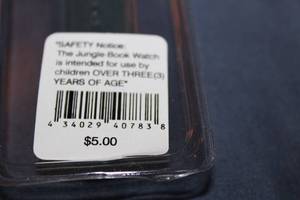 "SAFETY Notice:
The Jungle Book Watch
is intended for use by
children OVER THREE(3)
YEARS OF AGE"
4 34029 40783 8
$5.00